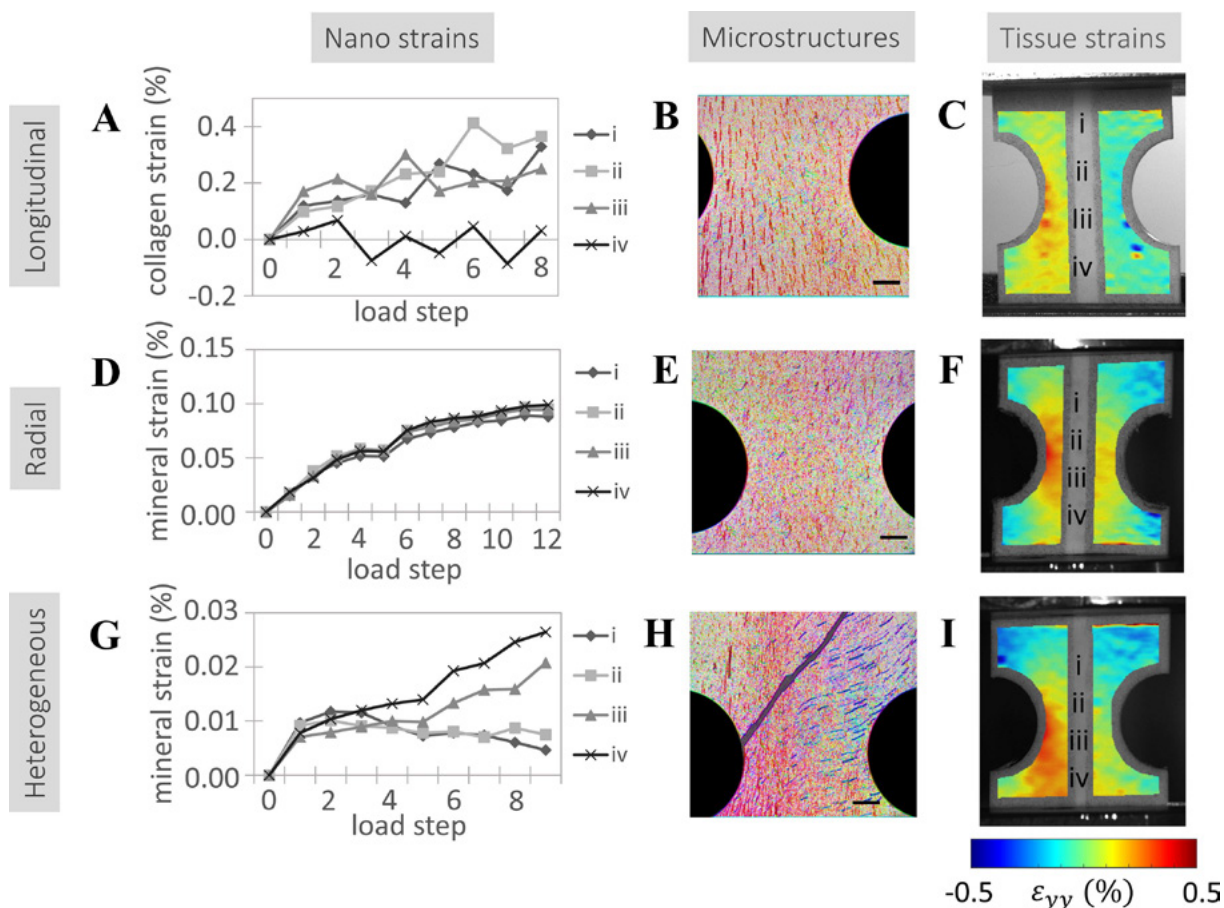 Nano strains
Microstructures
Tissue strains
Longitudinal
A
collagen strain (%)
0.4
0.2
0.0
-0.2
0 2 4 6 8
load step
i
ii
iii
iv
B
C
i
ii
Iii
iv
Radial
D
mineral strain (%)
0.15
0.10
0.05
0.00
0 2 4 6 8 10 12
load step
i
ii
iii
iv
E
F
i
ii
iii
iv
Heterogeneous
G
mineral strain (%)
0.03
0.02
0.01
0.00
0 2 4 6 8
load step
i
ii
iii
iv
H
I
i
ii
iii
iv
-0.5 εyy (%) 0.5